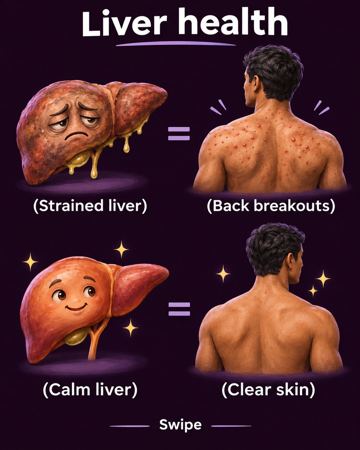 Liver health
=
(Strained liver)
(Back breakouts)
=
(Calm liver)
(Clear skin)
Swipe